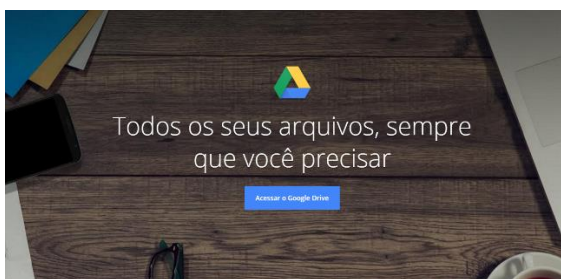 Todos os seus arquivos, sempre
que você precisar
Acessar o Google Drive